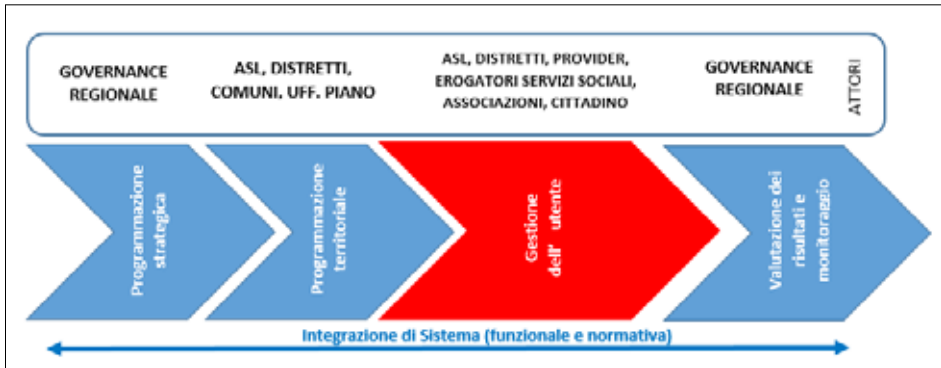 GOVERNANCE
REGIONALE
ASL, DISTRETTI,
COMUNI, UFF. PIANO
ASL, DISTRETTI, PROVIDER,
EROGATORI SERVIZI SOCIALI,
ASSOCIAZIONI, CITTADINO
GOVERNANCE
REGIONALE
ATTORI
Programmazione
strategica
Programmazione
territoriale
Gestione
dell' utente
Valutazione dei
risultati e
monitoraggio
Integrazione di Sistema (funzionale e normativa)